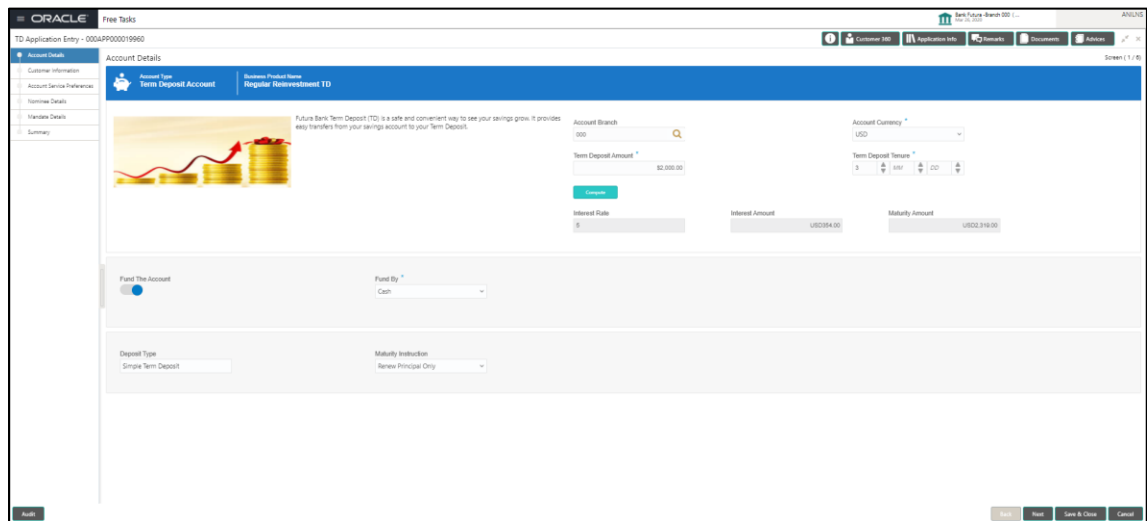 ORACLE
Free Tasks
Bank Futura -Branch 000 (...
Mar 26, 2020
TD Application Entry - 000APP000019960
Customer 360
Application Info
Remarks
Documents
Advices
Account Details
Customer Information
Account Service Preferences
Nominee Details
Mandate Details
Summary
Account Details
Screen ( 1 / 6)
Account Type
Term Deposit Account
Business Product Name
Regular Reinvestment TD
Futura Bank Term Deposit (TD) is a safe and convenient way to see your savings grow. It provides
easy transfers from your savings account to your Term Deposit.
Account Branch
000
Account Currency *
USD
Term Deposit Amount *
$2,000.00
Term Deposit Tenure *
3 MM DD
Compute
Interest Rate
5
Interest Amount
USD354.00
Maturity Amount
USD2,318.00
Fund The Account
Fund By *
Cash
Deposit Type
Simple Term Deposit
Maturity Instruction
Renew Principal Only
Audit
Back
Next
Save & Close
Cancel